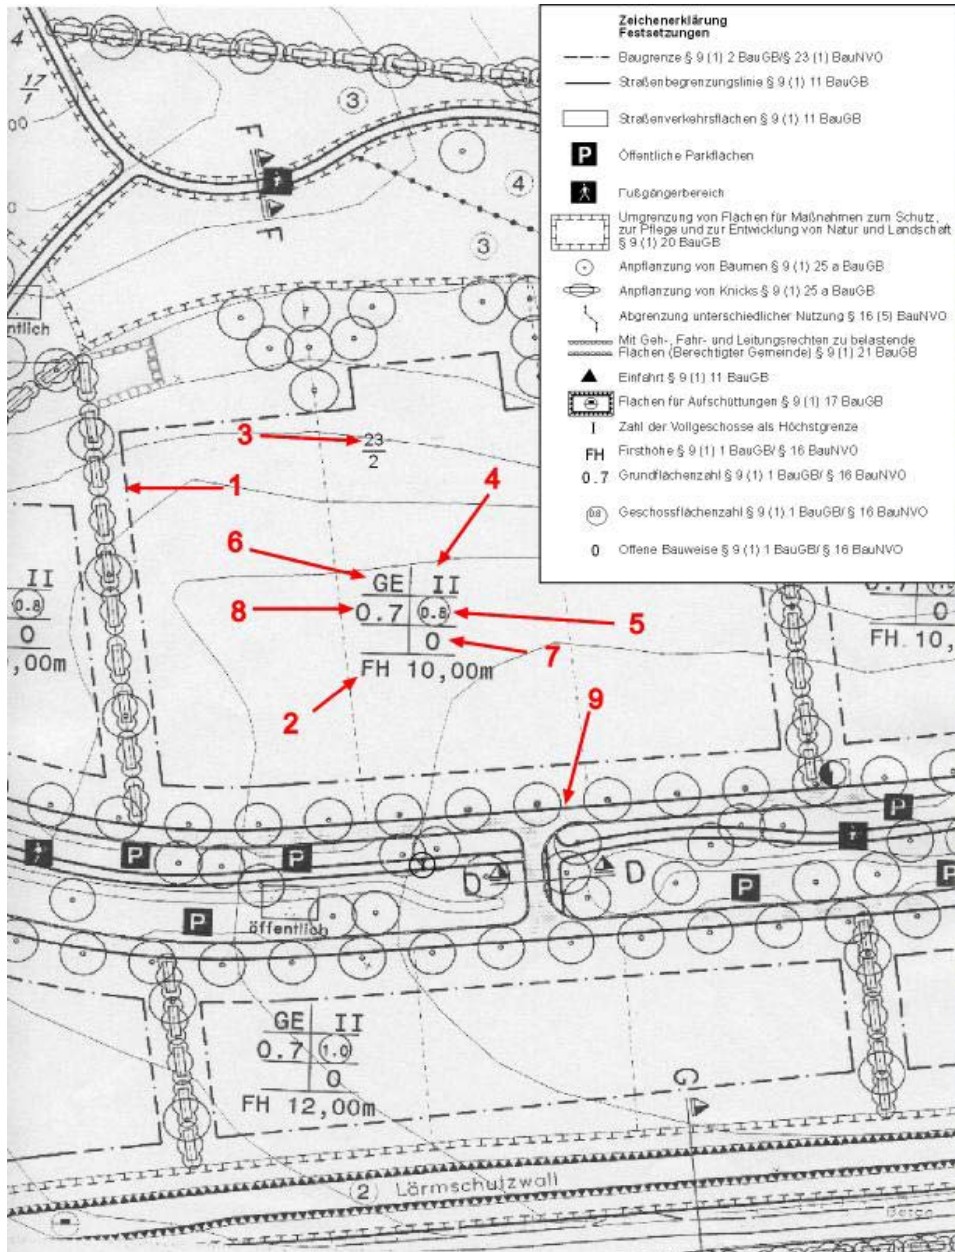 Zeichenerklärung
Festsetzungen
Baugrenze § 9 (1) 2 BauGB/§ 23 (1) BauNVO
Straßenbegrenzungslinie § 9 (1) 11 BauGB
Straßenverkehrsflächen § 9 (1) 11 BauGB
P Öffentliche Parkflächen
Fußgängerbereich
Umgrenzung von Flächen für Maßnahmen zum Schutz,
zur Pflege und zur Entwicklung von Natur und Landschaft
§ 9 (1) 20 BauGB
Anpflanzung von Bäumen § 9 (1) 25 a BauGB
Anpflanzung von Knicks § 9 (1) 25 a BauGB
Abgrenzung unterschiedlicher Nutzung § 16 (5) BauNVO
Mit Geh-, Fahr- und Leitungsrechten zu belastende
Flächen (Berechtigter Gemeinde) § 9 (1) 21 BauGB
Einfahrt § 9 (1) 11 BauGB
Flächen für Aufschüttungen § 9 (1) 17 BauGB
I Zahl der Vollgeschosse als Höchstgrenze
FH Firsthöhe § 9 (1) 1 BauGB/ § 16 BauNVO
0.7 Grundflächenzahl § 9 (1) 1 BauGB/ § 16 BauNVO
0.8 Geschossflächenzahl § 9 (1) 1 BauGB/ § 16 BauNVO
0 Offene Bauweise § 9 (1) 1 BauGB/ § 16 BauNVO
4
17
1
3
F
4
F
3
ntlich
3
23
2
1
4
6
GE II
8
0.7 0.8
5
0
7
FH 10,00m
2
9
II
0.8
0
,00m
0
FH 10,
P
P
P
D
D
P
P
P
öffentlich
GE II
0.7 1.0
0
FH 12,00m
G
2 Lärmschutzwall